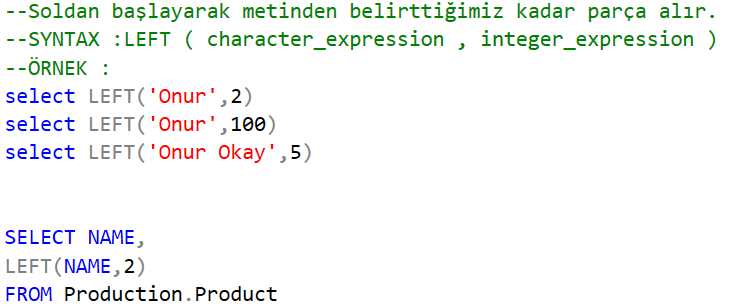 --Soldan başlayarak metinden belirttiğimiz kadar parça alır.
--SYNTAX :LEFT ( character_expression , integer_expression )
--ÖRNEK :
select LEFT('Onur',2)
select LEFT('Onur',100)
select LEFT('Onur Okay',5)
SELECT NAME,
LEFT(NAME,2)
FROM Production.Product